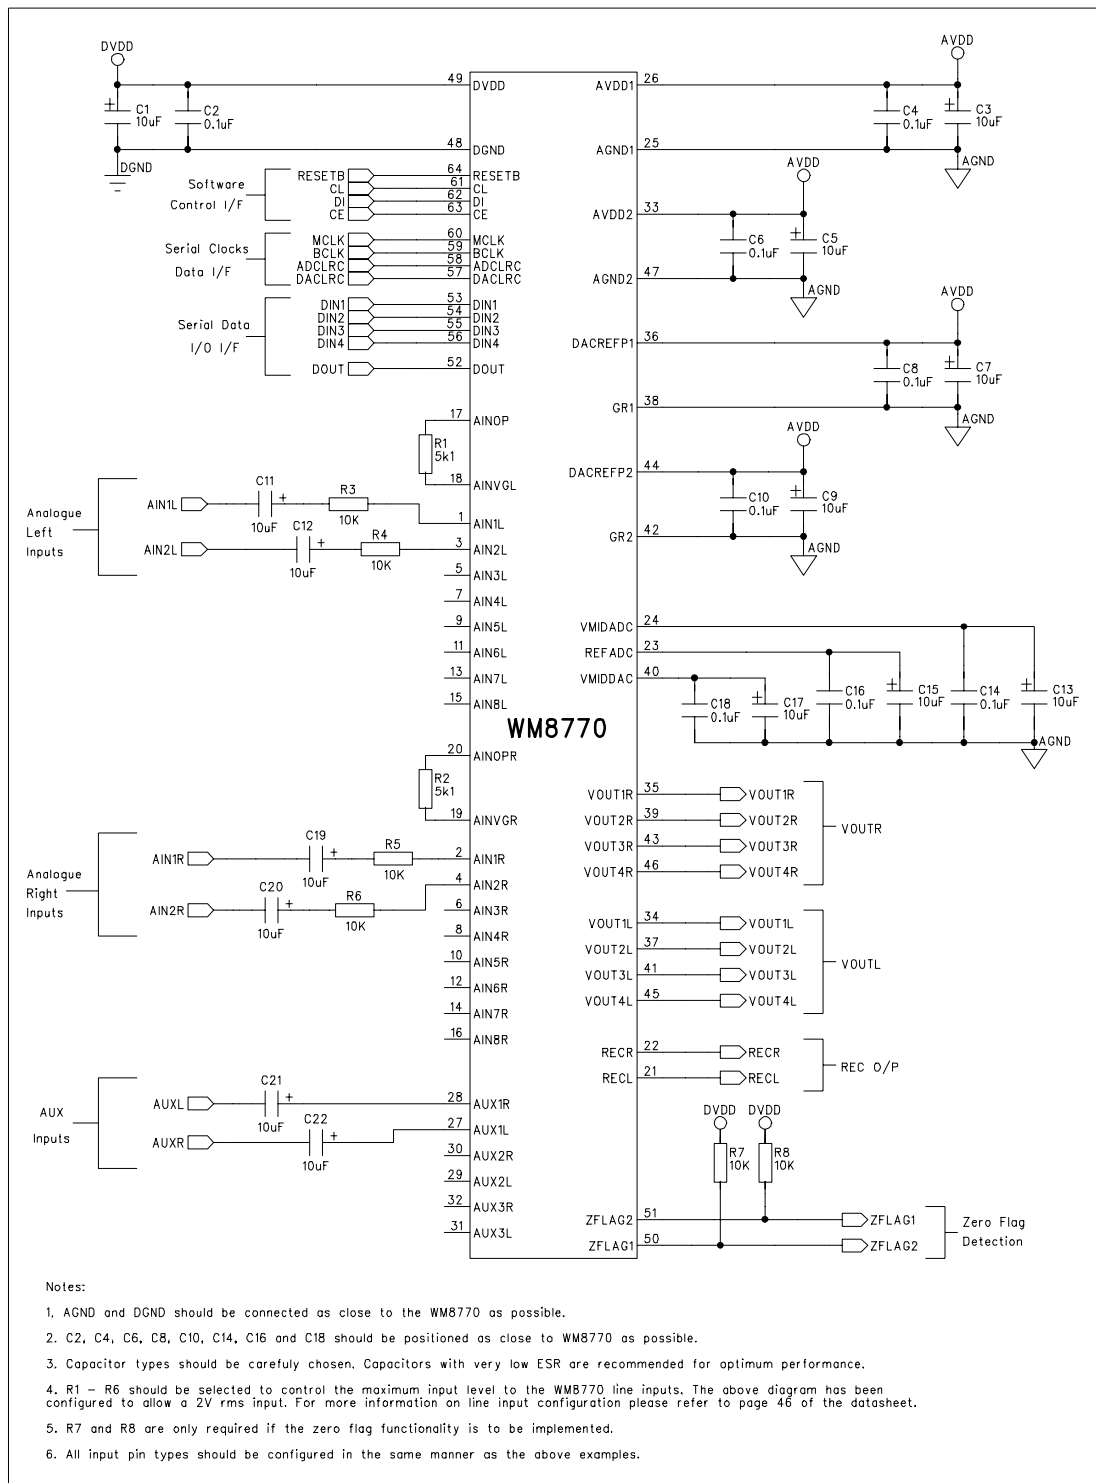 DVDD
C1
10uF
C2
0.1uF
DGND
49
DVDD
48
DGND
Software
Control I/F
RESETB
64
RESETB
CL
61
CL
DI
62
DI
CE
63
CE
Serial Clocks
Data I/F
MCLK
60
MCLK
BCLK
59
BCLK
ADCLRC
58
ADCLRC
DACLRC
57
DACLRC
Serial Data
I/O I/F
DIN1
53
DIN1
DIN2
54
DIN2
DIN3
55
DIN3
DIN4
56
DIN4
DOUT
52
DOUT
17
AINOP
R1
5k1
18
AINVGL
Analogue
Left
Inputs
AIN1L
C11
+
10uF
R3
10K
1
AIN1L
AIN2L
C12
+
10uF
R4
10K
3
AIN2L
5
AIN3L
7
AIN4L
9
AIN5L
11
AIN6L
13
AIN7L
15
AIN8L
WM8770
20
AINOPR
R2
5k1
19
AINVGR
Analogue
Right
Inputs
AIN1R
C19
+
10uF
R5
10K
2
AIN1R
AIN2R
C20
+
10uF
R6
10K
4
AIN2R
6
AIN3R
8
AIN4R
10
AIN5R
12
AIN6R
14
AIN7R
16
AIN8R
AUX
Inputs
AUXL
C21
+
10uF
28
AUX1R
AUXR
C22
+
10uF
27
AUX1L
30
AUX2R
29
AUX2L
32
AUX3R
31
AUX3L
AVDD
AVDD1
26
C4
0.1uF
+
C3
10uF
AGND1
25
AGND
AVDD
AVDD2
33
C6
0.1uF
+
C5
10uF
AGND2
47
AGND
AVDD
DACREFP1
36
C8
0.1uF
+
C7
10uF
GR1
38
AGND
AVDD
DACREFP2
44
C10
0.1uF
+
C9
10uF
GR2
42
AGND
VMIDADC
24
REFADC
23
VMIDDAC
40
C18
0.1uF
+
C17
10uF
C16
0.1uF
+
C15
10uF
C14
0.1uF
+
C13
10uF
AGND
VOUT1R
35
VOUT1R
VOUT2R
39
VOUT2R
VOUT3R
43
VOUT3R
VOUT4R
46
VOUT4R
VOUTR
VOUT1L
34
VOUT1L
VOUT2L
37
VOUT2L
VOUT3L
41
VOUT3L
VOUT4L
45
VOUT4L
VOUTL
RECR
22
RECR
RECL
21
RECL
REC O/P
DVDD
DVDD
R7
10K
R8
10K
ZFLAG2
51
ZFLAG1
ZFLAG1
50
ZFLAG2
Zero Flag
Detection
Notes:
1, AGND and DGND should be connected as close to the WM8770 as possible.
2. C2, C4, C6, C8, C10, C14, C16 and C18 should be positioned as close to WM8770 as possible.
3. Capacitor types should be carefuly chosen. Capacitors with very low ESR are recommended for optimum performance.
4. R1 - R6 should be selected to control the maximum input level to the WM8770 line inputs. The above diagram has been
configured to allow a 2V rms input. For more information on line input configuration please refer to page 46 of the datasheet.
5. R7 and R8 are only required if the zero flag functionality is to be implemented.
6. All input pin types should be configured in the same manner as the above examples.